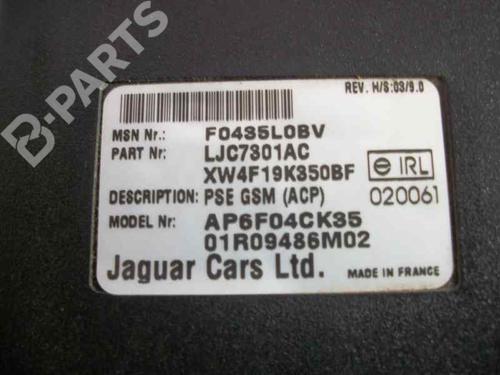 B-PARTS
REV. H/S:03/9.0
MSN Nr.: F0435L0BV
PART Nr: LJC7301AC
XW4F19K350BF
e IRL
DESCRIPTION: PSE GSM (ACP) 020061
MODEL Nr: AP6F04CK35
01R09486M02
Jaguar Cars Ltd. MADE IN FRANCE